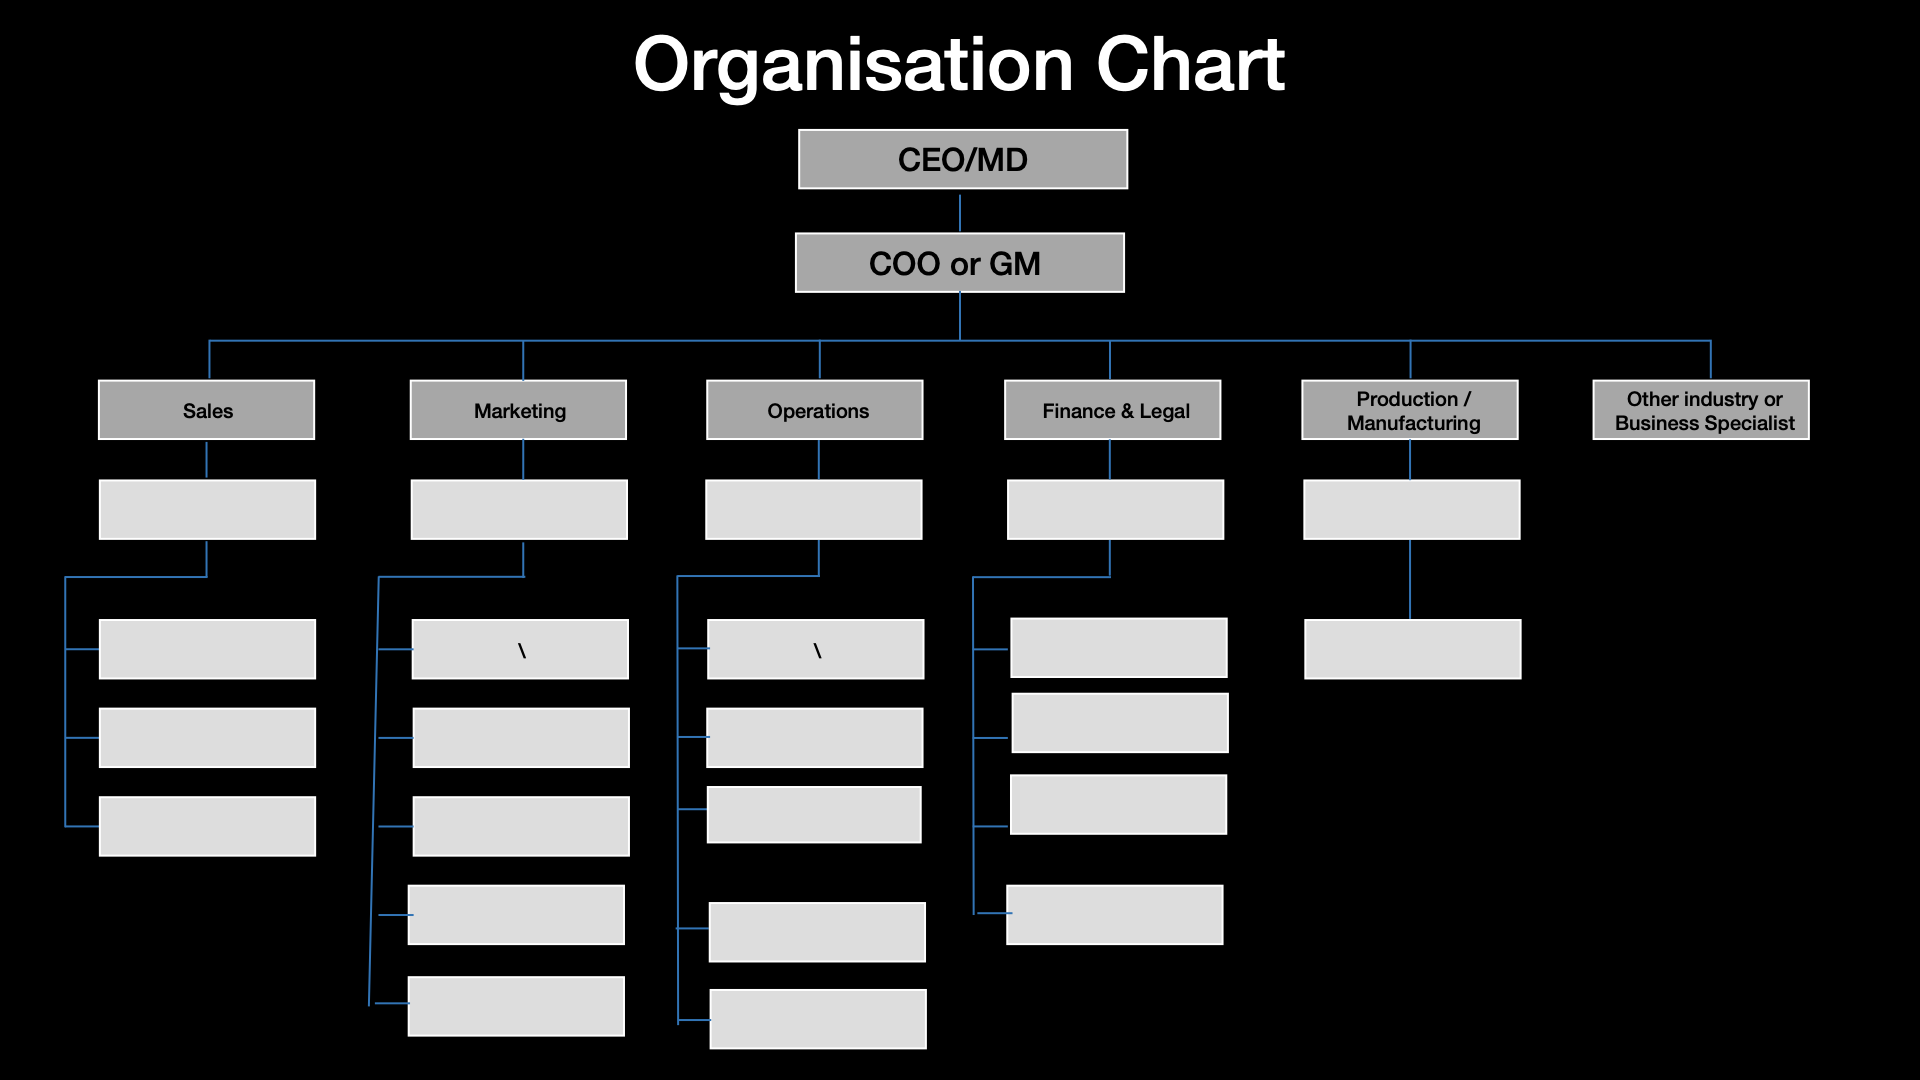 Organisation Chart
CEO/MD
COO or GM
Sales
Marketing
Operations
Finance & Legal
Production /
Manufacturing
Other industry or
Business Specialist
\
\